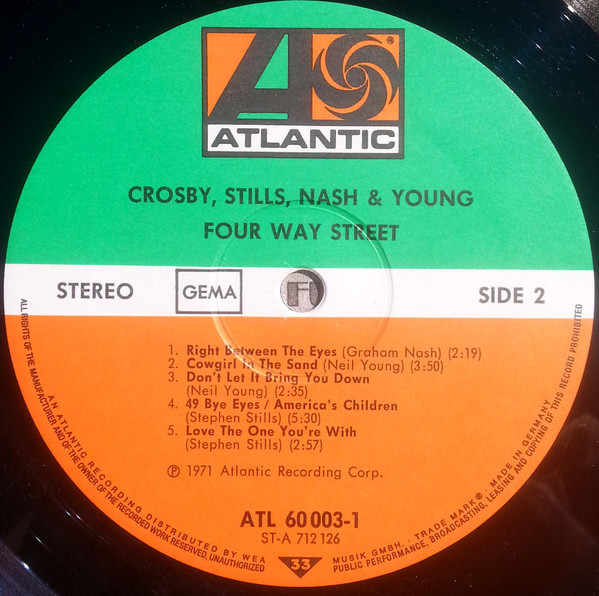 ATLANTIC
®
CROSBY, STILLS, NASH & YOUNG
FOUR WAY STREET
STEREO
GEMA
SIDE 2
1. Right Between The Eyes (Graham Nash) (2:19)
2. Cowgirl In The Sand (Neil Young) (3:50)
3. Don't Let It Bring You Down
(Neil Young) (2:35)
4. 49 Bye Eyes / America's Children
(Stephen Stills) (5:30)
5. Love The One You're With
(Stephen Stills) (2:57)
℗ 1971 Atlantic Recording Corp.
ATL 60 003-1
ST-A 712 126
33
AN ATLANTIC RECORDING DISTRIBUTED BY WEA MUSIK GMBH. · TRADE MARK® · MADE IN GERMANY
ALL RIGHTS OF THE MANUFACTURER AND OF THE OWNER OF THE RECORDED WORK RESERVED, UNAUTHORIZED PUBLIC PERFORMANCE, BROADCASTING, LEASING AND COPYING OF THIS RECORD PROHIBITED